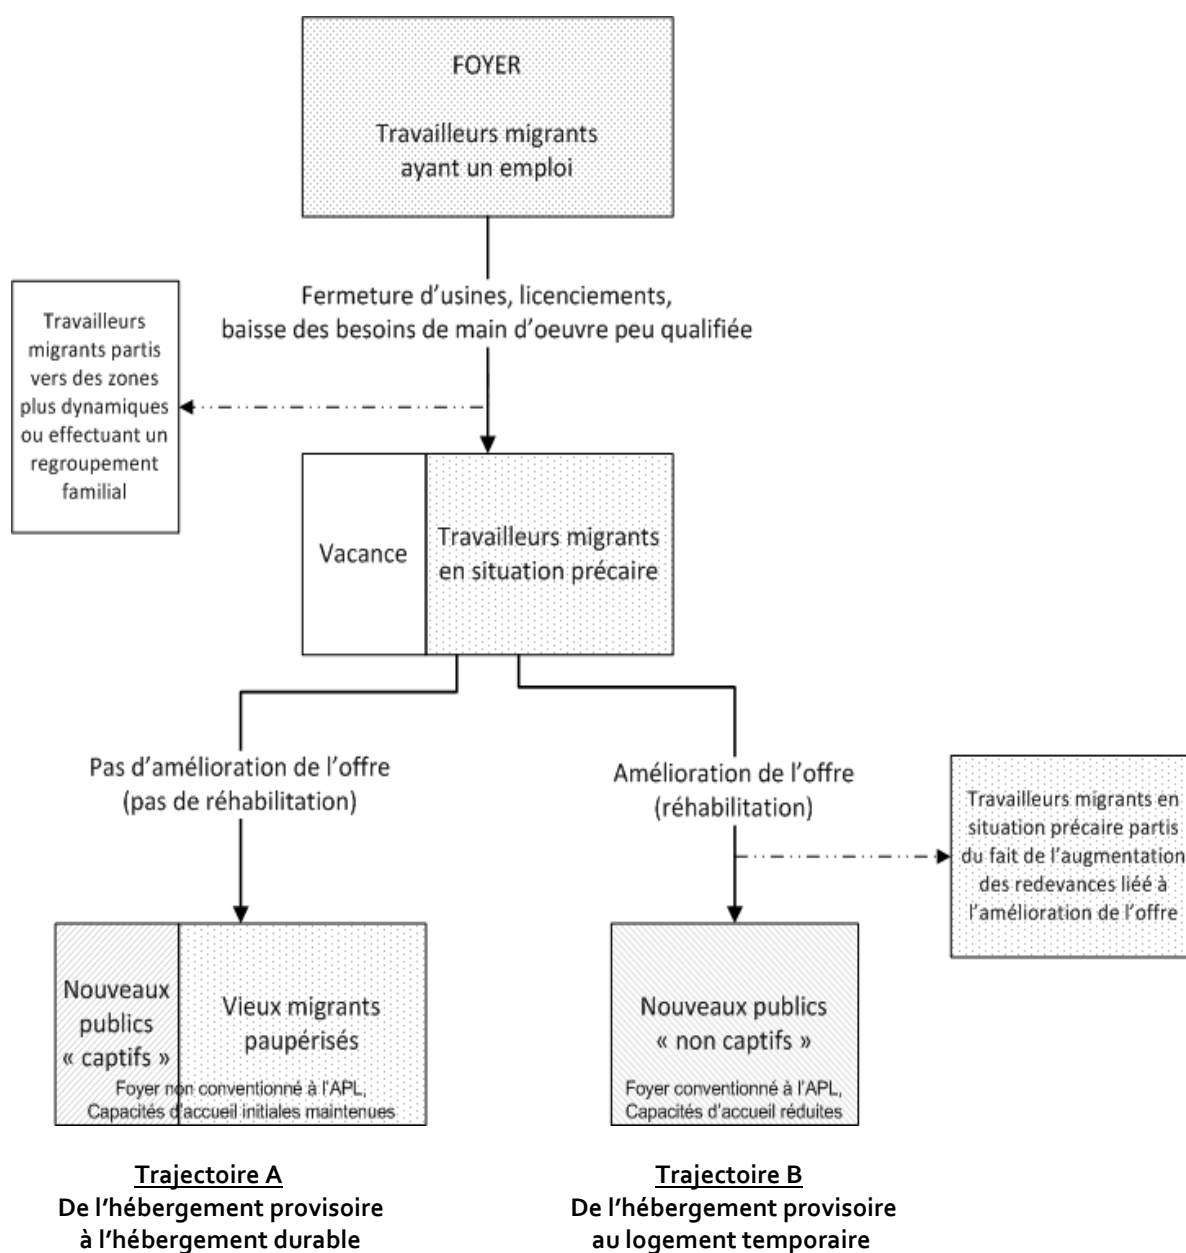 FOYER
Travailleurs migrants
ayant un emploi
Fermeture d'usines, licenciements,
baisse des besoins de main d'oeuvre peu qualifiée
Travailleurs
migrants partis
vers des zones
plus dynamiques
ou effectuant un
regroupement
familial
Vacance
Travailleurs migrants
en situation précaire
Pas d'amélioration de l'offre
(pas de réhabilitation)
Amélioration de l'offre
(réhabilitation)
Travailleurs migrants en
situation précaire partis
du fait de l'augmentation
des redevances liéé à
l'amélioration de l'offre
Nouveaux
publics
« captifs »
Vieux migrants
paupérisés
Foyer non conventionné à l'APL,
Capacités d'accueil initiales maintenues
Nouveaux publics
« non captifs »
Foyer conventionné à l'APL,
Capacités d'accueil réduites
Trajectoire A
De l'hébergement provisoire
à l'hébergement durable
Trajectoire B
De l'hébergement provisoire
au logement temporaire